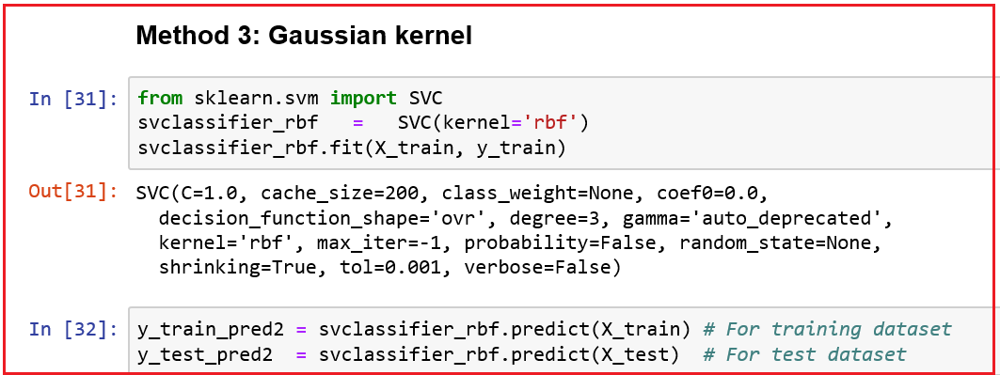 Method 3: Gaussian kernel
In [31]: from sklearn.svm import SVC
svclassifier_rbf   =   SVC(kernel='rbf')
svclassifier_rbf.fit(X_train, y_train)
Out[31]: SVC(C=1.0, cache_size=200, class_weight=None, coef0=0.0,
  decision_function_shape='ovr', degree=3, gamma='auto_deprecated',
  kernel='rbf', max_iter=-1, probability=False, random_state=None,
  shrinking=True, tol=0.001, verbose=False)
In [32]: y_train_pred2 = svclassifier_rbf.predict(X_train) # For training dataset
y_test_pred2  = svclassifier_rbf.predict(X_test)  # For test dataset